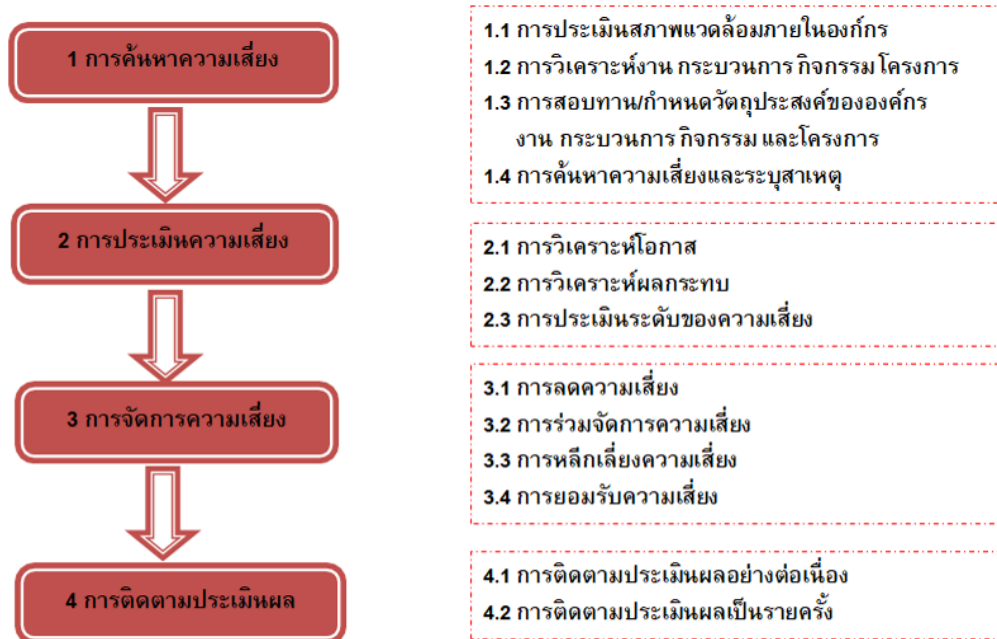 1 การค้นหาความเสี่ยง
1.1 การประเมินสภาพแวดล้อมภายในองก์กร
1.2 การวิเคราะห์งาน กระบวนการ กิจกรรม โครงการ
1.3 การสอบทาน/กำหนดวัตถุประสงค์ขององค์กร
งาน กระบวนการ กิจกรรม และโครงการ
1.4 การค้นหาความเสี่ยงและระบุสาเหตุ
2 การประเมินความเสี่ยง
2.1 การวิเคราะห์โอกาส
2.2 การวิเคราะห์ผลกระทบ
2.3 การประเมินระดับของความเสี่ยง
3 การจัดการความเสี่ยง
3.1 การลดความเสี่ยง
3.2 การร่วมจัดการความเสี่ยง
3.3 การหลีกเลี่ยงความเสี่ยง
3.4 การยอมรับความเสี่ยง
4 การติดตามประเมินผล
4.1 การติดตามประเมินผลอย่างต่อเนื่อง
4.2 การติดตามประเมินผลเป็นรายครั้ง